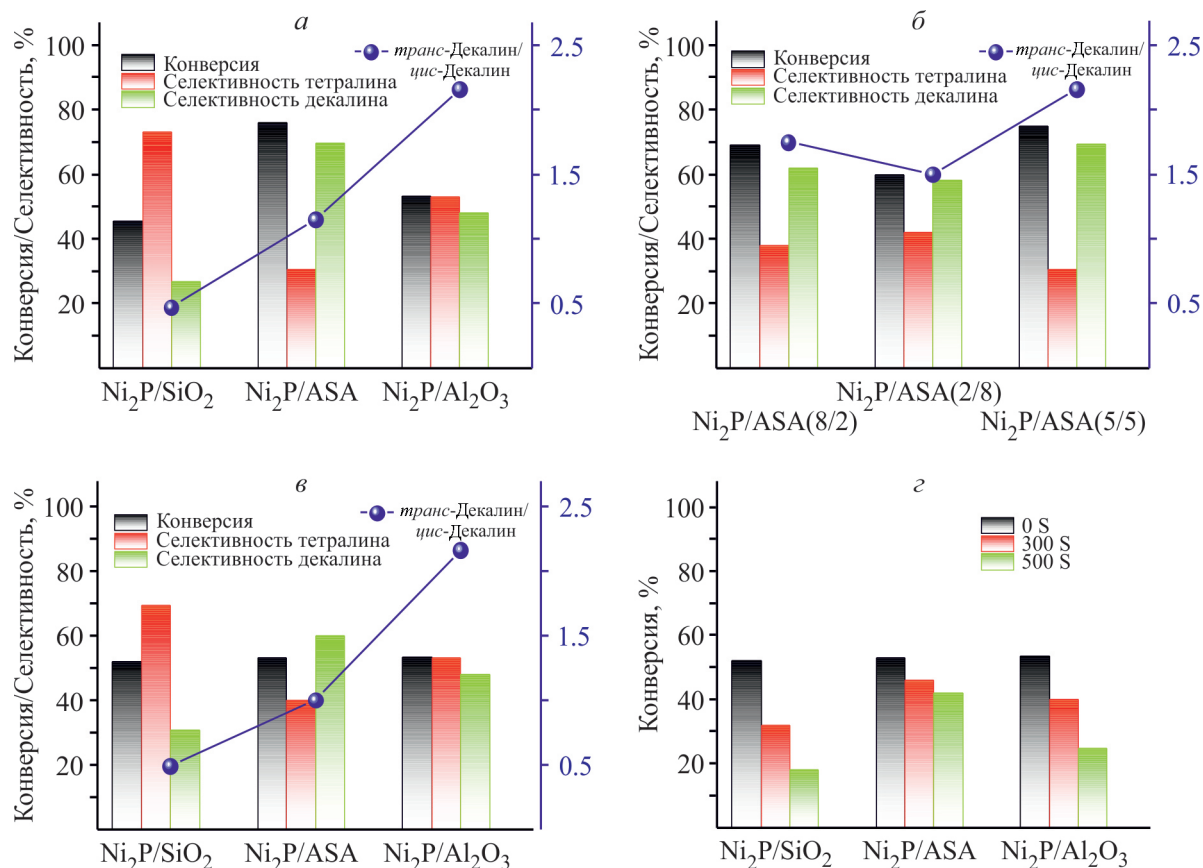 а
Конверсия/Селективность, %
100
80
60
40
20
Конверсия
Селективность тетралина
Селективность декалина
транс-Декалин/
цис-Декалин
2.5
1.5
0.5
Ni₂P/SiO₂ Ni₂P/ASA Ni₂P/Al₂O₃
б
Конверсия/Селективность, %
100
80
60
40
20
Конверсия
Селективность тетралина
Селективность декалина
транс-Декалин/
цис-Декалин
2.5
1.5
0.5
Ni₂P/ASA(2/8)
Ni₂P/ASA(8/2) Ni₂P/ASA(5/5)
в
Конверсия/Селективность, %
100
80
60
40
20
Конверсия
Селективность тетралина
Селективность декалина
транс-Декалин/
цис-Декалин
2.5
1.5
0.5
Ni₂P/SiO₂ Ni₂P/ASA Ni₂P/Al₂O₃
г
Конверсия, %
100
80
60
40
20
0 S
300 S
500 S
Ni₂P/SiO₂ Ni₂P/ASA Ni₂P/Al₂O₃